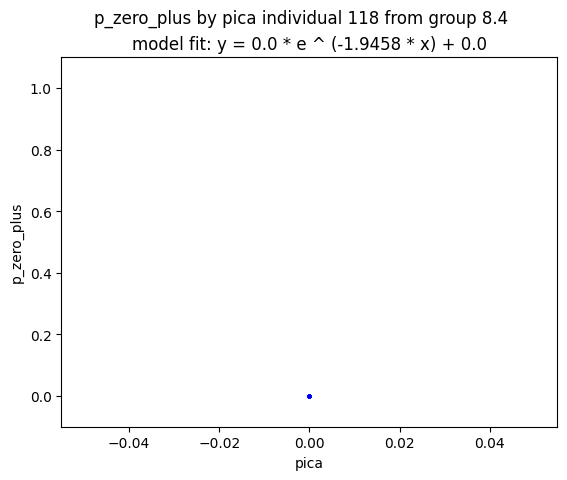 p_zero_plus by pica individual 118 from group 8.4
model fit: y = 0.0 * e ^ (-1.9458 * x) + 0.0
1.0
0.8
0.6
0.4
0.2
0.0
p_zero_plus
−0.04 −0.02 0.00 0.02 0.04
pica